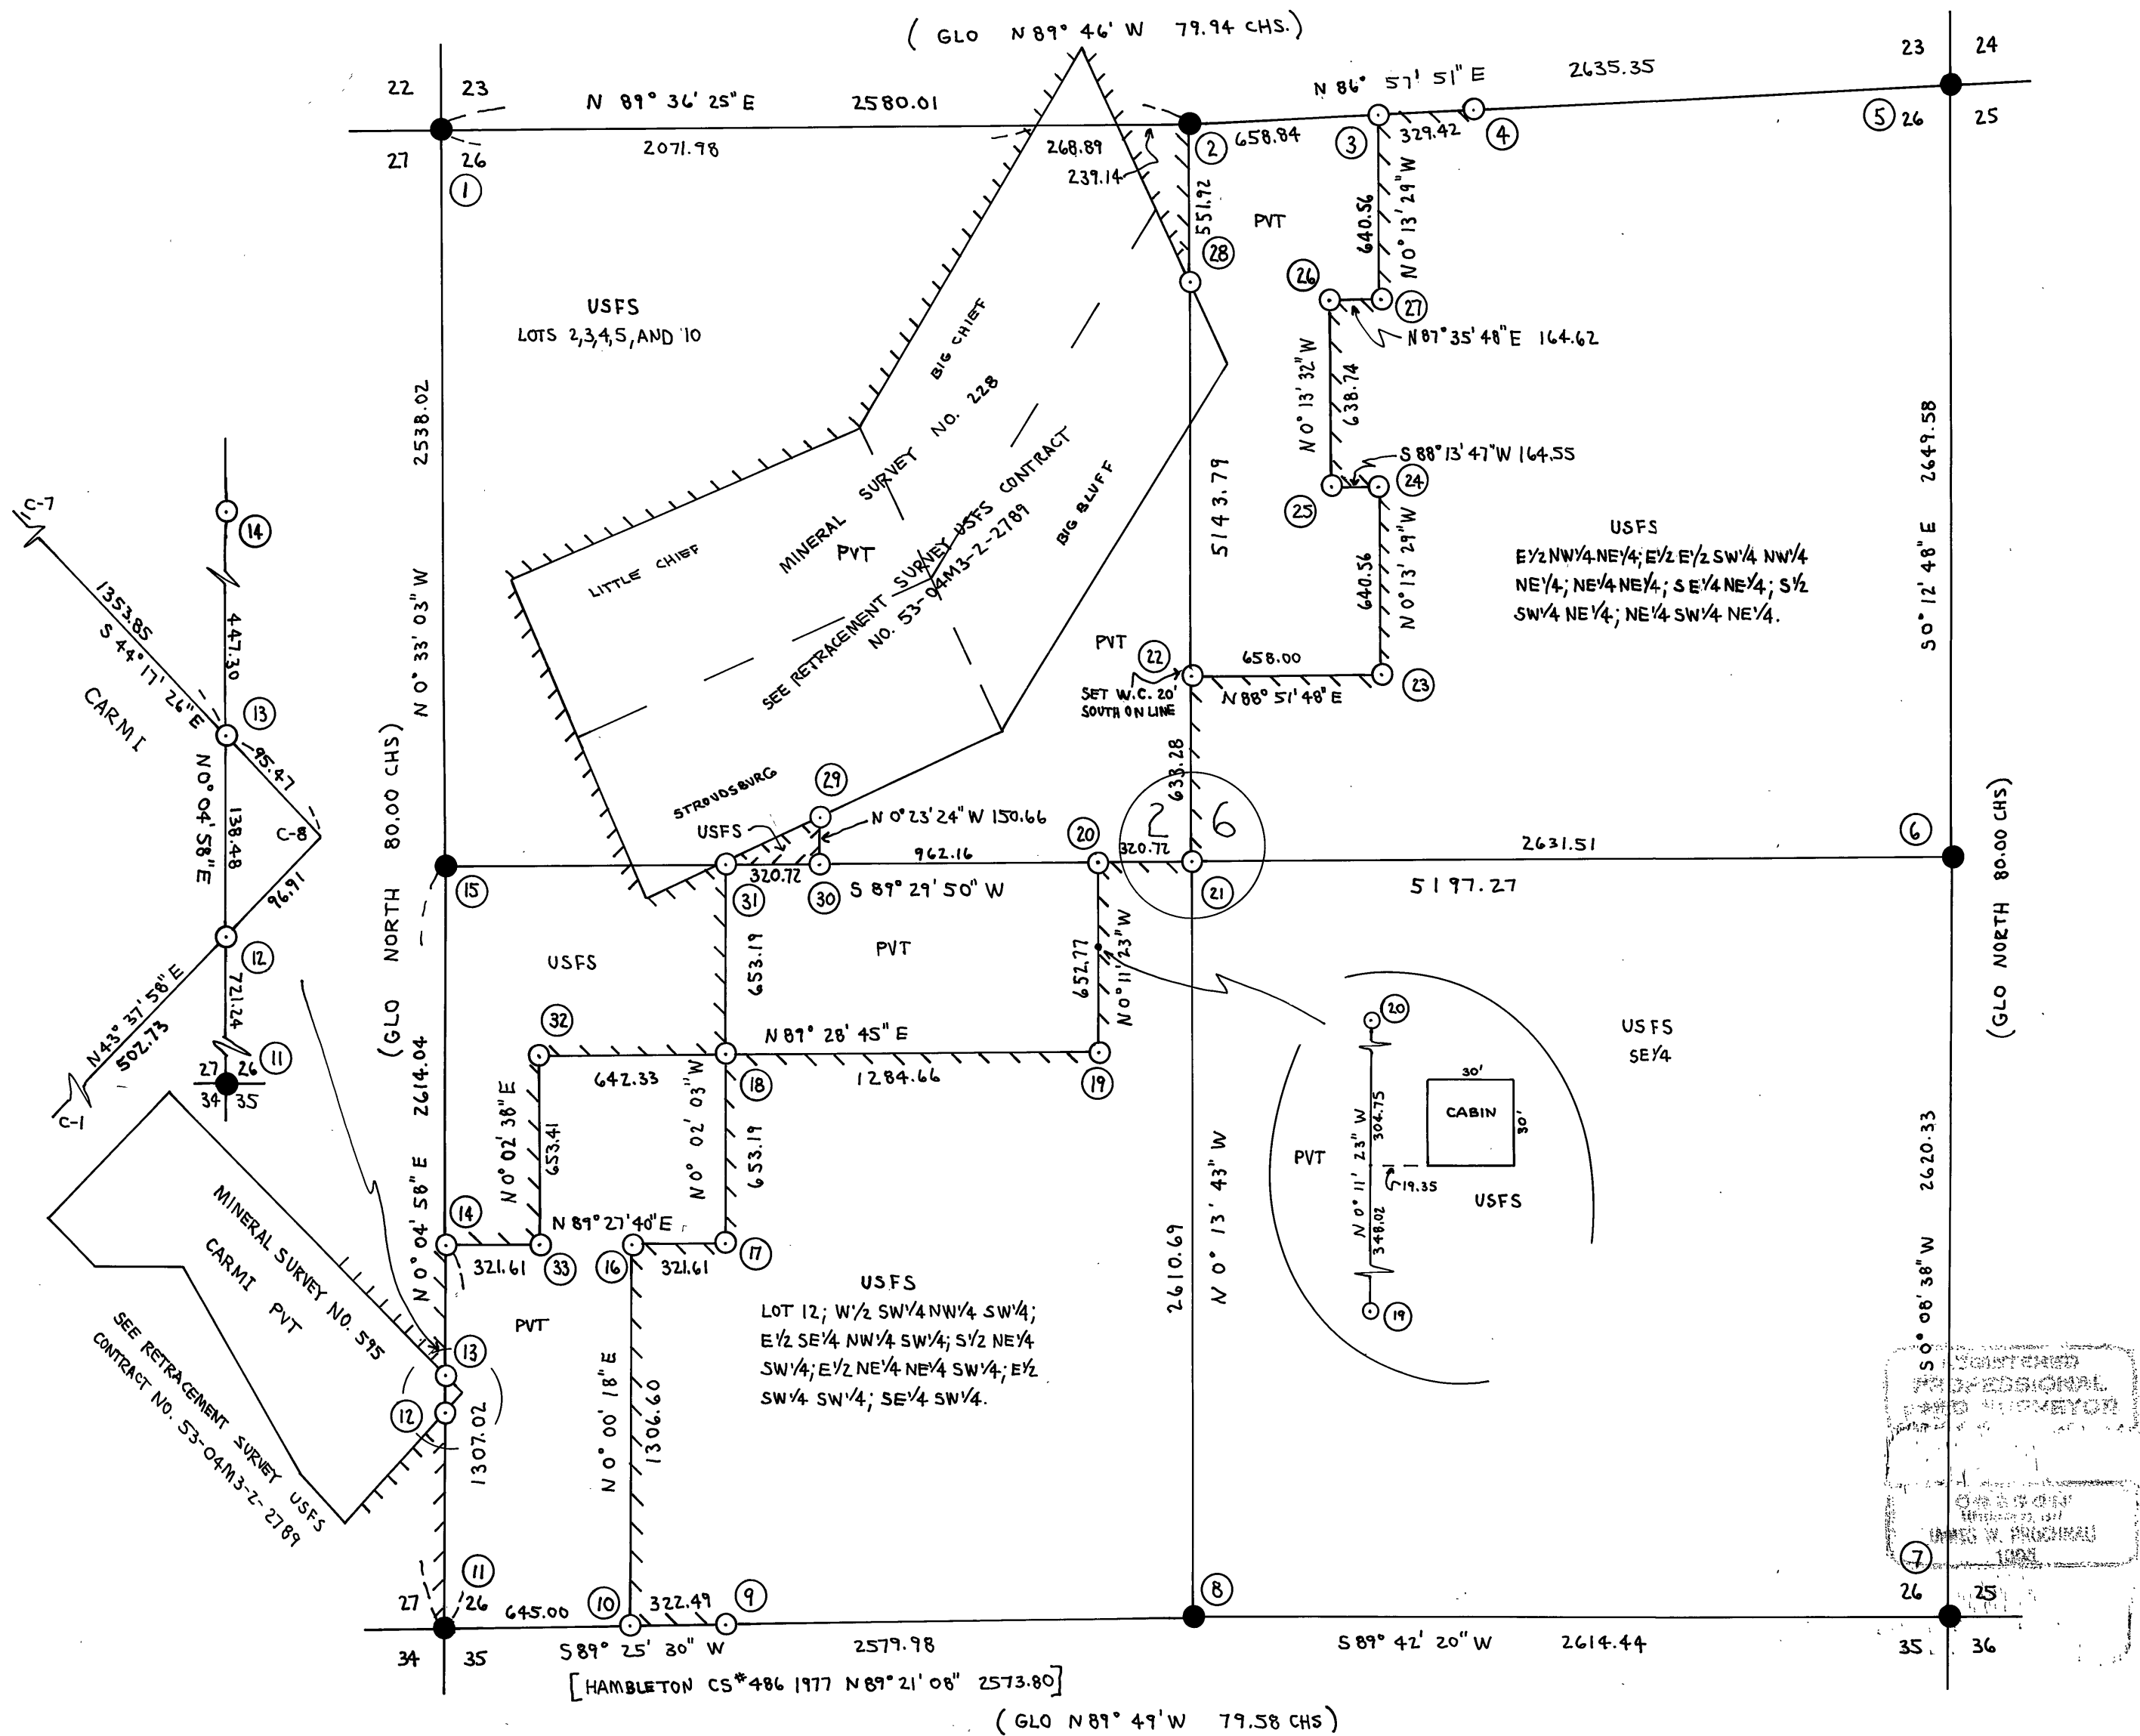 ( GLO N 89° 46' W 79.94 CHS.)
22 23
27 26
①
N 89° 36' 25" E 2580.01
2071.98
268.89
239.14
②
658.84
N 86° 57' 51" E 2635.35
③
329.42
④
⑤
23 24
26 25
551.92
㉘
PVT
640.56
N 0° 13' 29" W
㉖
㉗
N 87° 35' 48" E 164.62
N 0° 13' 32" W
638.74
S 88° 13' 47" W 164.55
㉕
㉔
640.56
N 0° 13' 29" W
USFS
LOTS 2,3,4,5, AND 10
BIG CHIEF
MINERAL SURVEY NO. 228
PVT
LITTLE CHIEF
SEE RETRACEMENT SURVEY USFS CONTRACT
NO. 53-04M3-2-2789
BIG BLUFF
STROUDSBURG
5143.79
USFS
E½ NW¼ NE¼; E½ E½ SW¼ NW¼
NE¼; NE¼ NE¼; SE¼ NE¼; S½
SW¼ NE¼; NE¼ SW¼ NE¼.
2649.58
S 0° 12' 48" E
2538.02
N 0° 33' 03" W
(GLO NORTH 80.00 CHS)
PVT
㉒
SET W.C. 20'
SOUTH ON LINE
658.00
N 88° 51' 48" E
㉓
633.28
26
C-7
⑭
1353.85
S 44° 17' 26" E
447.30
CARMI
⑬
95.47
N 0° 04' 58" E
138.48
C-8
96.91
⑫
N 43° 37' 58" E
502.73
721.24
⑪
27 26
34 35
C-1
㉙
USFS
N 0° 23' 24" W 150.66
⑮
㉛
320.72
㉚
962.16
S 89° 29' 50" W
⑳
320.72
㉑
2631.51
5197.27
⑥
(GLO NORTH 80.00 CHS)
USFS
653.19
PVT
652.77
N 0° 11' 23" W
㉜
N 89° 28' 45" E
642.33
⑱
1284.66
⑲
2614.04
N 0° 04' 58" E
N 0° 02' 38" E
653.41
N 0° 02' 03" W
653.19
⑭
N 89° 27' 40" E
321.61
㉝
⑯
321.61
⑰
PVT
USFS
LOT 12; W½ SW¼ NW¼ SW¼;
E½ SE¼ NW¼ SW¼; S½ NE¼
SW¼; E½ NE¼ NE¼ SW¼; E½
SW¼ SW¼; SE¼ SW¼.
2610.69
N 0° 13' 43" W
⑳
PVT
N 0° 11' 23" W
304.75
348.02
30'
CABIN
30'
19.35
USFS
⑲
USFS
SE¼
2620.33
S 0° 08' 38" W
MINERAL SURVEY NO. 595
CARMI PVT
SEE RETRACEMENT SURVEY USFS
CONTRACT NO. 53-04M3-2-2789
⑬
⑫
1307.02
N 0° 00' 18" E
1306.60
REGISTERED
PROFESSIONAL
LAND SURVEYOR
OREGON
1982
⑪
27 26
34 35
645.00
⑩
322.49
⑨
S 89° 25' 30" W 2579.98
⑧
S 89° 42' 20" W 2614.44
⑦
26 25
35 36
[HAMBLETON CS#486 1977 N 89° 21' 08" 2573.80]
( GLO N 89° 49' W 79.58 CHS )